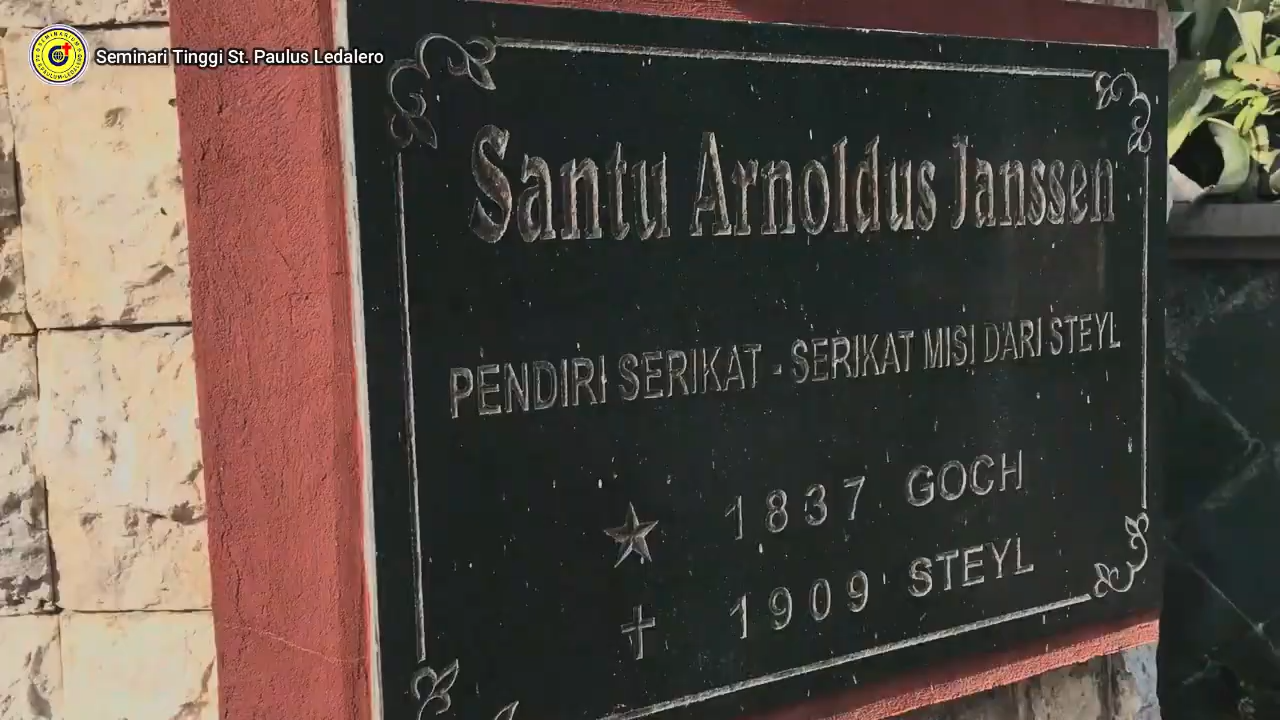 Seminari Tinggi St. Paulus Ledalero
Santu Arnoldus Janssen
PENDIRI SERIKAT - SERIKAT MISI DARI STEYL
1837 GOCH
1909 STEYL